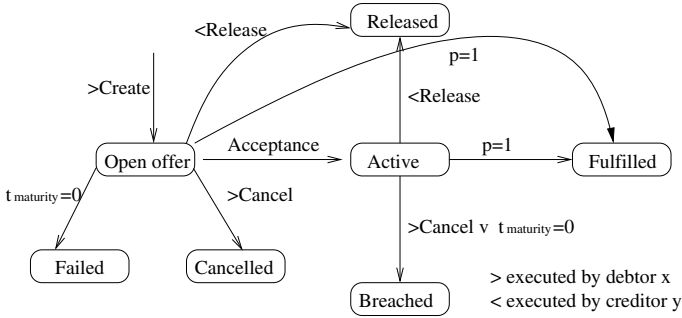 Released
<Release
p=1
>Create
<Release
Acceptance
p=1
Open offer
Active
Fulfilled
t maturity=0
>Cancel
>Cancel v t maturity=0
Failed
Cancelled
> executed by debtor x
Breached
< executed by creditor y